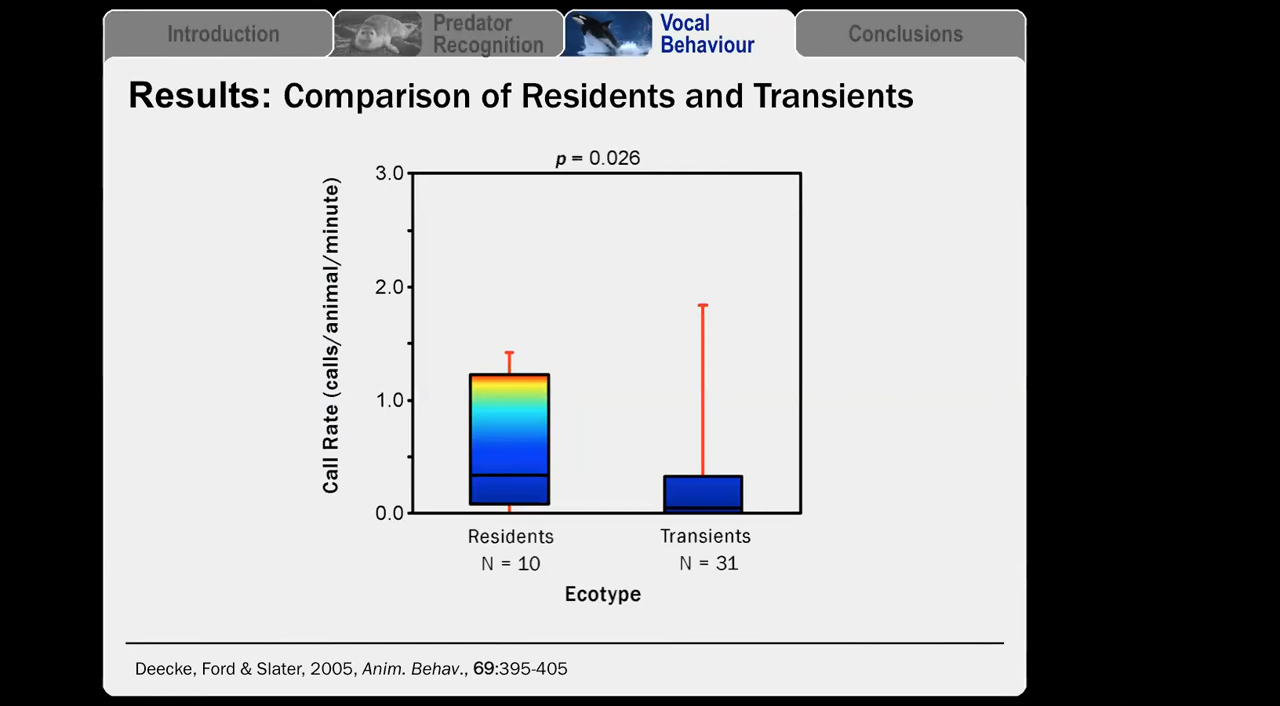 Introduction
Predator
Recognition
Vocal
Behaviour
Conclusions
Results: Comparison of Residents and Transients
p = 0.026
3.0
2.0
1.0
0.0
Call Rate (calls/animal/minute)
Residents
Transients
N = 10
N = 31
Ecotype
Deecke, Ford & Slater, 2005, Anim. Behav., 69:395-405